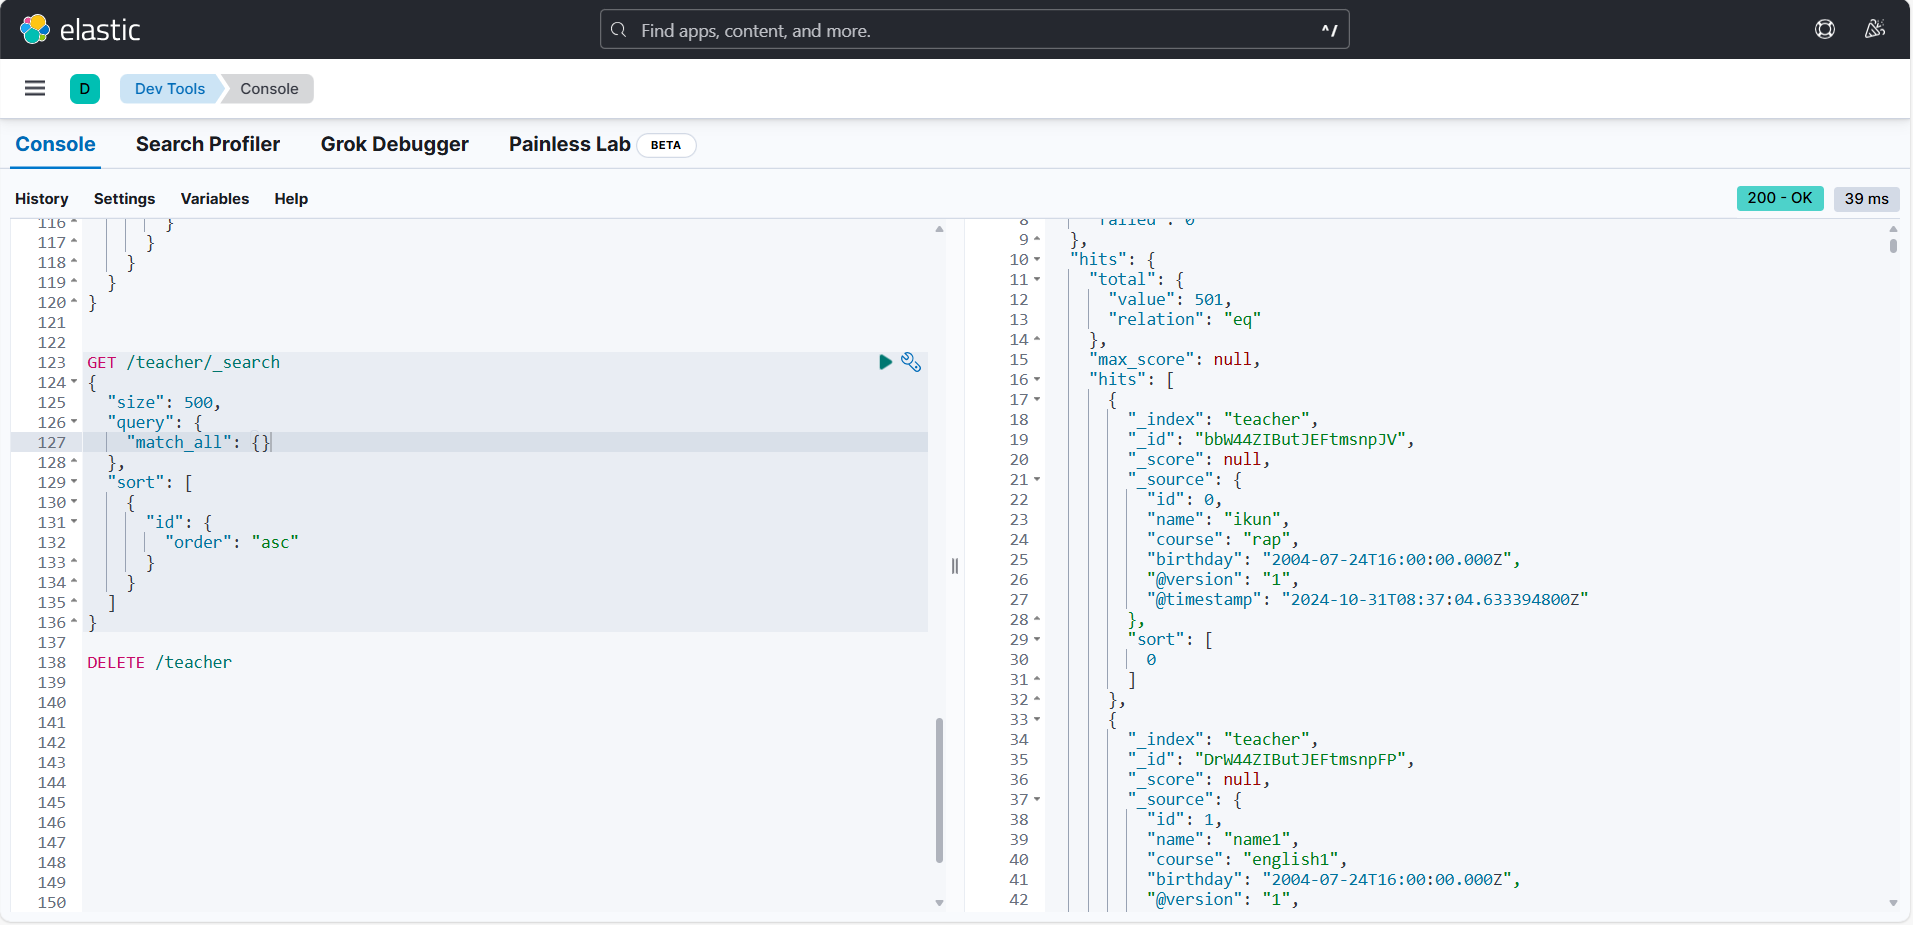 elastic
Find apps, content, and more.
^/
D
Dev Tools
Console
Console
Search Profiler
Grok Debugger
Painless Lab
BETA
History
Settings
Variables
Help
200 - OK
39 ms
116 }
117 }
118 }
119 }
120 }
121
122
123 GET /teacher/_search
124 {
125 "size": 500,
126 "query": {
127 "match_all": {}
128 },
129 "sort": [
130 {
131 "id": {
132 "order": "asc"
133 }
134 }
135 ]
136 }
137
138 DELETE /teacher
139
140
141
142
143
144
145
146
147
148
149
150
8 "failed": 0
9 },
10 "hits": {
11 "total": {
12 "value": 501,
13 "relation": "eq"
14 },
15 "max_score": null,
16 "hits": [
17 {
18 "_index": "teacher",
19 "_id": "bbW44ZIButJEFtmsnpJV",
20 "_score": null,
21 "_source": {
22 "id": 0,
23 "name": "ikun",
24 "course": "rap",
25 "birthday": "2004-07-24T16:00:00.000Z",
26 "@version": "1",
27 "@timestamp": "2024-10-31T08:37:04.633394800Z"
28 },
29 "sort": [
30 0
31 ]
32 },
33 {
34 "_index": "teacher",
35 "_id": "DrW44ZIButJEFtmsnpFP",
36 "_score": null,
37 "_source": {
38 "id": 1,
39 "name": "name1",
40 "course": "english1",
41 "birthday": "2004-07-24T16:00:00.000Z",
42 "@version": "1",